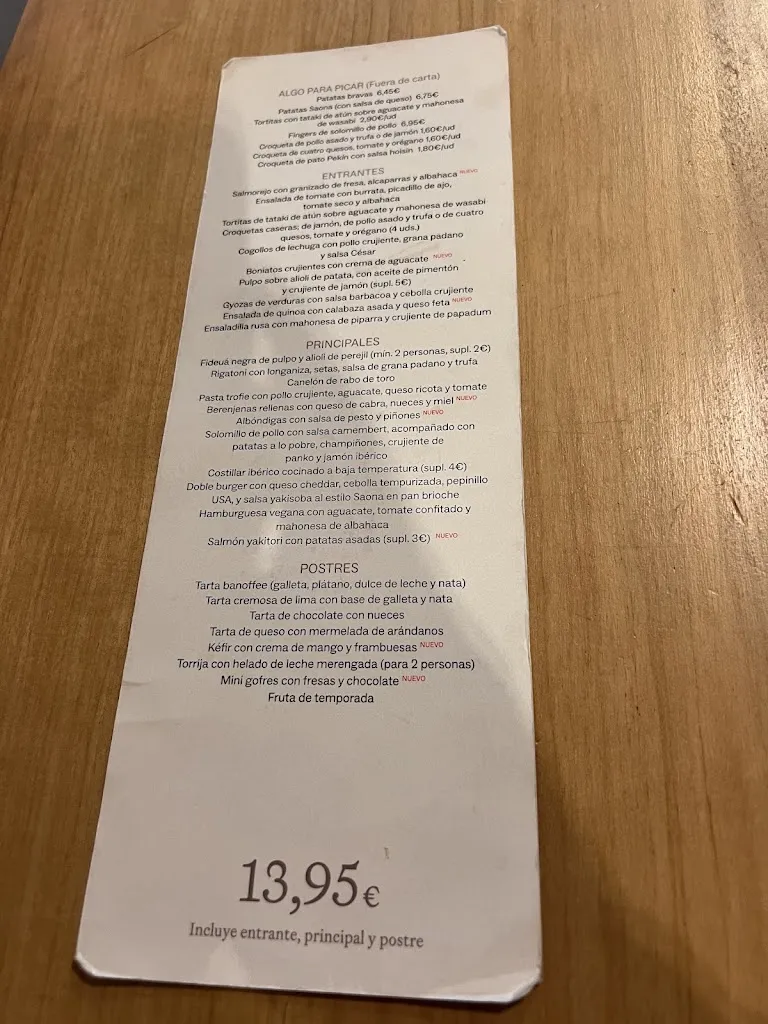 ALGO PARA PICAR (Fuera de carta)
Patatas bravas 6,45€
Patatas Saona (con salsa de queso) 6,75€
Tortitas con tataki de atún sobre aguacate y mahonesa
de wasabi 2,90€/ud
Fingers de solomillo de pollo 6,95€
Croqueta de pollo asado y trufa o de jamón 1,60€/ud
Croqueta de cuatro quesos, tomate y orégano 1,60€/ud
Croqueta de pato Pekín con salsa hoisin 1,80€/ud
ENTRANTES
Salmorejo con granizado de fresa, alcaparras y albahaca NUEVO
Ensalada de tomate con burrata, picadillo de ajo,
tomate seco y albahaca
Tortitas de tataki de atún sobre aguacate y mahonesa de wasabi
Croquetas caseras; de jamón, de pollo asado y trufa o de cuatro
quesos, tomate y orégano (4 uds.)
Cogollos de lechuga con pollo crujiente, grana padano
y salsa César
Boniatos crujientes con crema de aguacate NUEVO
Pulpo sobre alioli de patata, con aceite de pimentón
y crujiente de jamón (supl. 5€)
Gyozas de verduras con salsa barbacoa y cebolla crujiente
Ensalada de quinoa con calabaza asada y queso feta NUEVO
Ensaladilla rusa con mahonesa de piparra y crujiente de papadum
PRINCIPALES
Fideuá negra de pulpo y alioli de perejil (mín. 2 personas, supl. 2€)
Rigatoni con longaniza, setas, salsa de grana padano y trufa
Canelón de rabo de toro
Pasta trofie con pollo crujiente, aguacate, queso ricota y tomate
Berenjenas rellenas con queso de cabra, nueces y miel NUEVO
Albóndigas con salsa de pesto y piñones NUEVO
Solomillo de pollo con salsa camembert, acompañado con
patatas a lo pobre, champiñones, crujiente de
panko y jamón ibérico
Costillar ibérico cocinado a baja temperatura (supl. 4€)
Doble burger con queso cheddar, cebolla tempurizada, pepinillo
USA, y salsa yakisoba al estilo Saona en pan brioche
Hamburguesa vegana con aguacate, tomate confitado y
mahonesa de albahaca
Salmón yakitori con patatas asadas (supl. 3€) NUEVO
POSTRES
Tarta banoffee (galleta, plátano, dulce de leche y nata)
Tarta cremosa de lima con base de galleta y nata
Tarta de chocolate con nueces
Tarta de queso con mermelada de arándanos
Kéfir con crema de mango y frambuesas NUEVO
Torrija con helado de leche merengada (para 2 personas)
Mini gofres con fresas y chocolate NUEVO
Fruta de temporada
13,95€
Incluye entrante, principal y postre